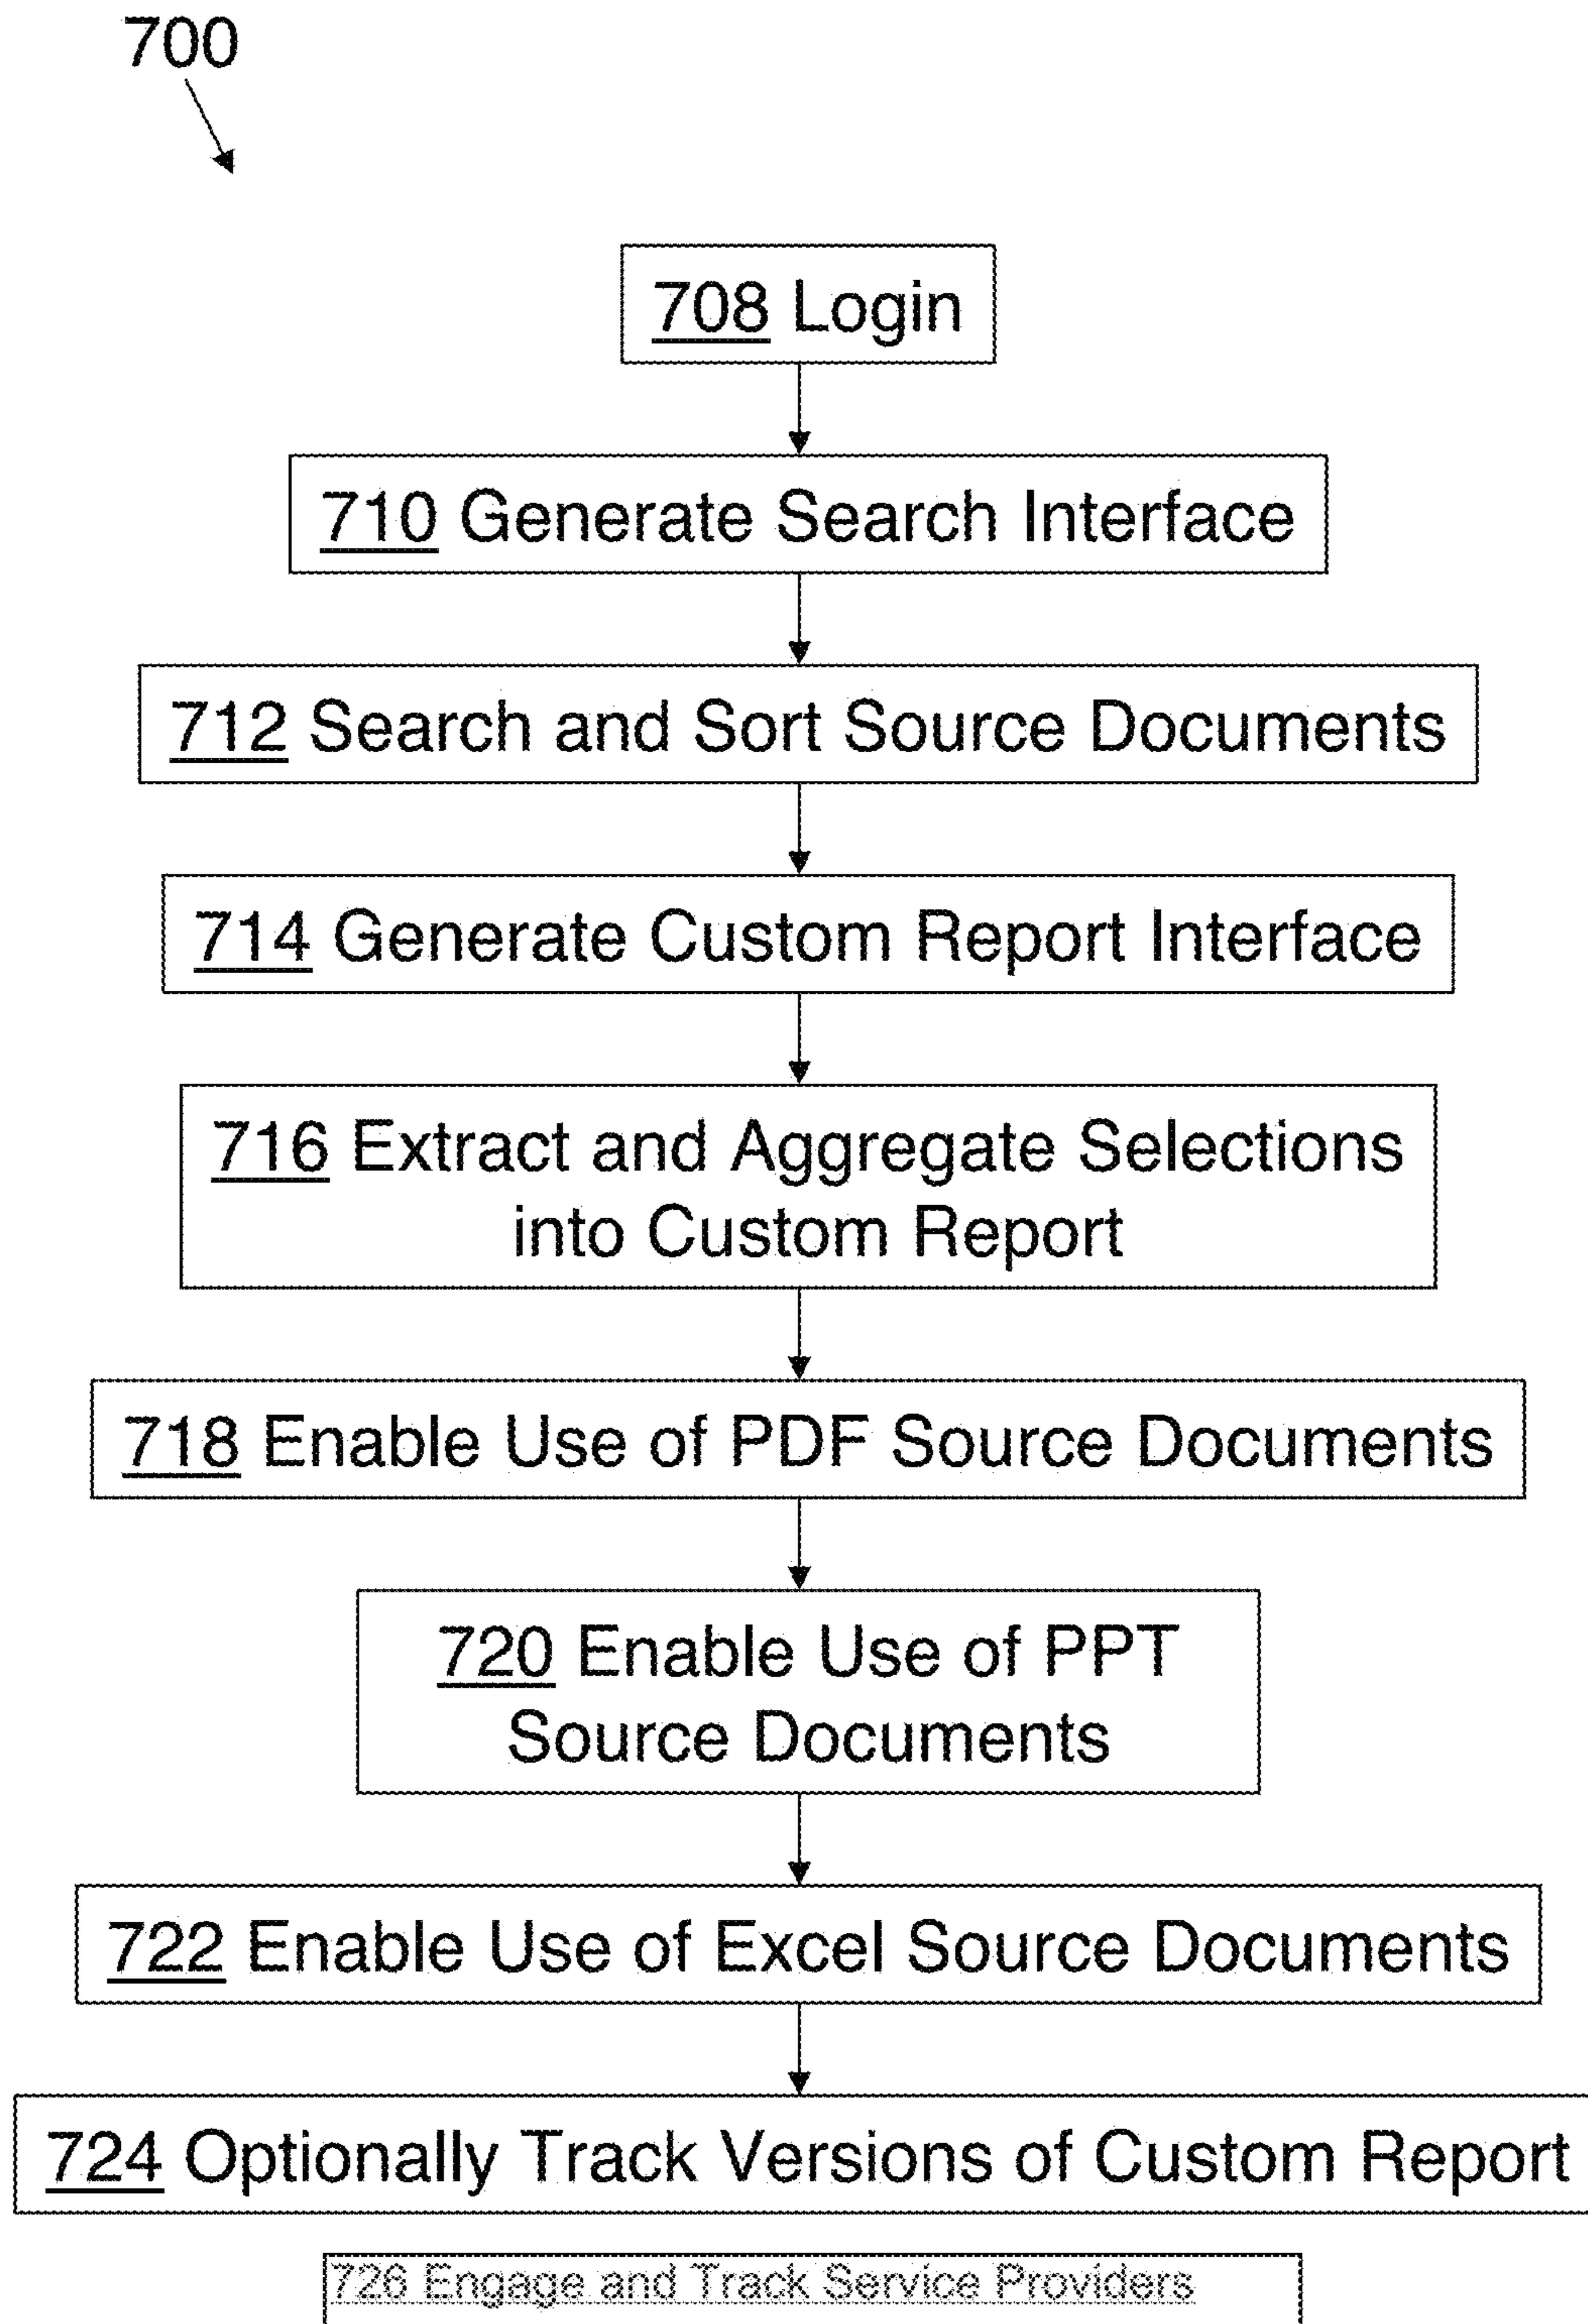 700
708 Login
710 Generate Search Interface
712 Search and Sort Source Documents
714 Generate Custom Report Interface
716 Extract and Aggregate Selections
into Custom Report
718 Enable Use of PDF Source Documents
720 Enable Use of PPT
Source Documents
722 Enable Use of Excel Source Documents
724 Optionally Track Versions of Custom Report
726 Engage and Track Service Providers